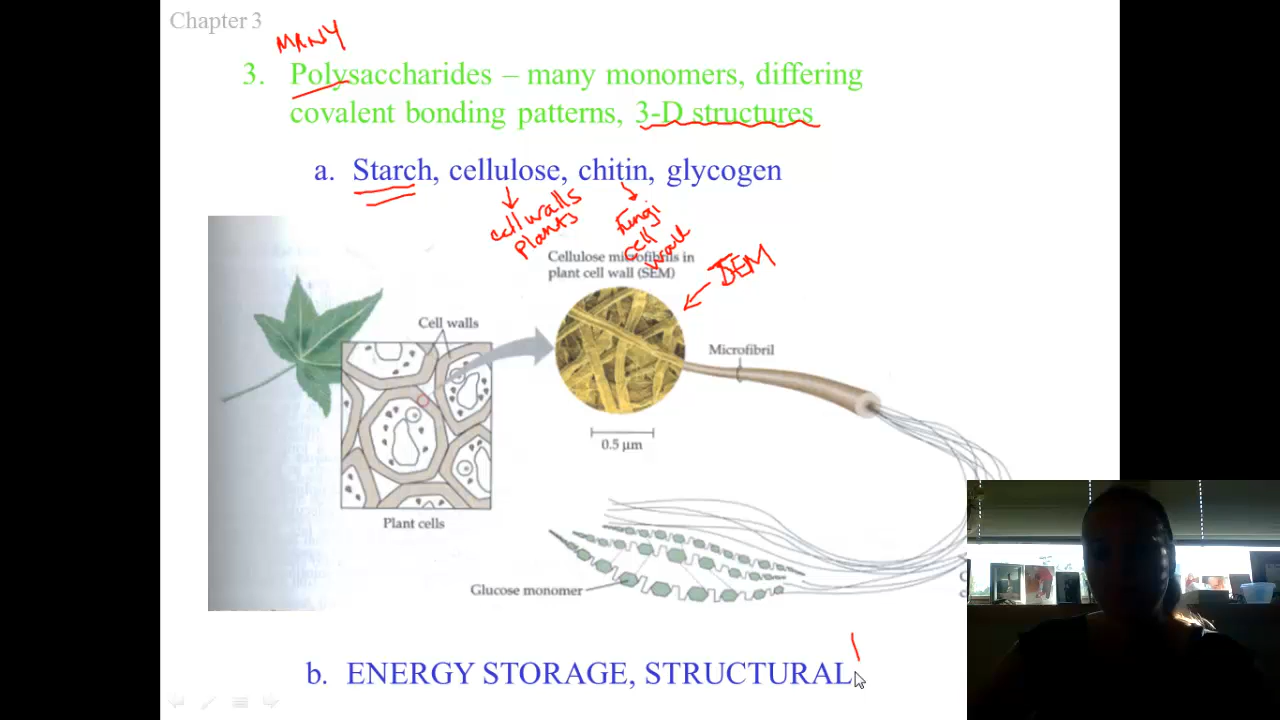 Chapter 3
MANY
3. Polysaccharides – many monomers, differing
covalent bonding patterns, 3-D structures
a. Starch, cellulose, chitin, glycogen
cell walls
plants
Fungi
cell
wall
Cellulose microfibrils in
plant cell wall (SEM)
SEM
Cell walls
Microfibril
0.5 μm
Plant cells
Glucose monomer
b. ENERGY STORAGE, STRUCTURAL